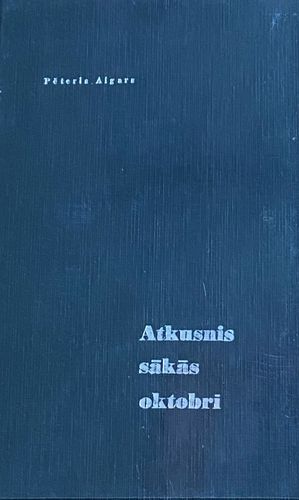 Pēteris Aigars
Atkusnis
sākās
oktobrī